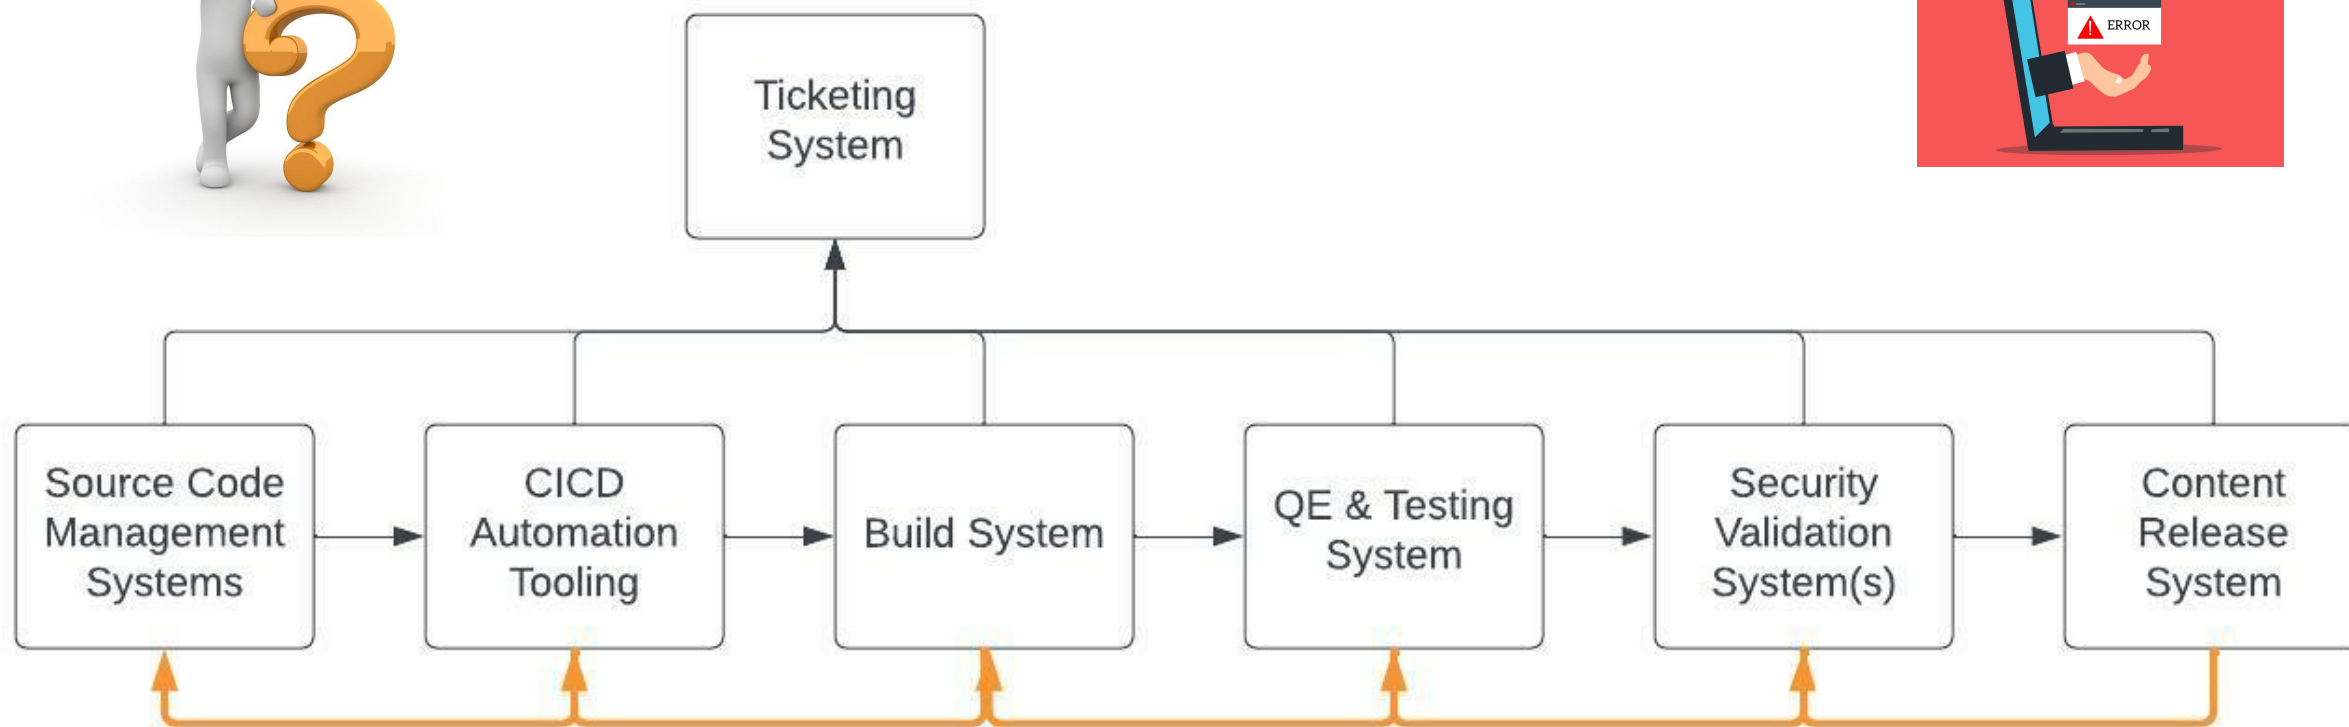 ERROR
Ticketing
System
Source Code
Management
Systems
CICD
Automation
Tooling
Build System
QE & Testing
System
Security
Validation
System(s)
Content
Release
System